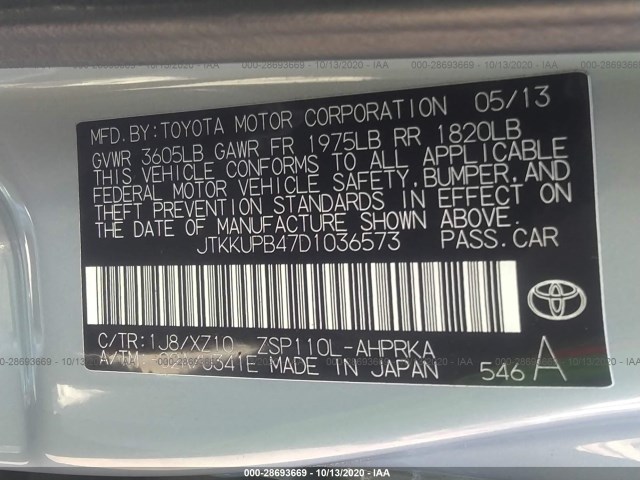 000-28693669 - 10/13/2020 - IAA
MFD.BY:TOYOTA MOTOR CORPORATION 05/13
GVWR 3605LB GAWR FR 1975LB RR 1820LB
THIS VEHICLE CONFORMS TO ALL APPLICABLE
FEDERAL MOTOR VEHICLE SAFETY,BUMPER,AND
THEFT PREVENTION STANDARDS IN EFFECT ON
THE DATE OF MANUFACTURE SHOWN ABOVE.
JTKKUPB47D1036573 PASS.CAR
C/TR:1J8/XZ10 ZSP110L-AHPRKA
MADE IN JAPAN 546 A
000-28693669 - 10/13/2020 - IAA